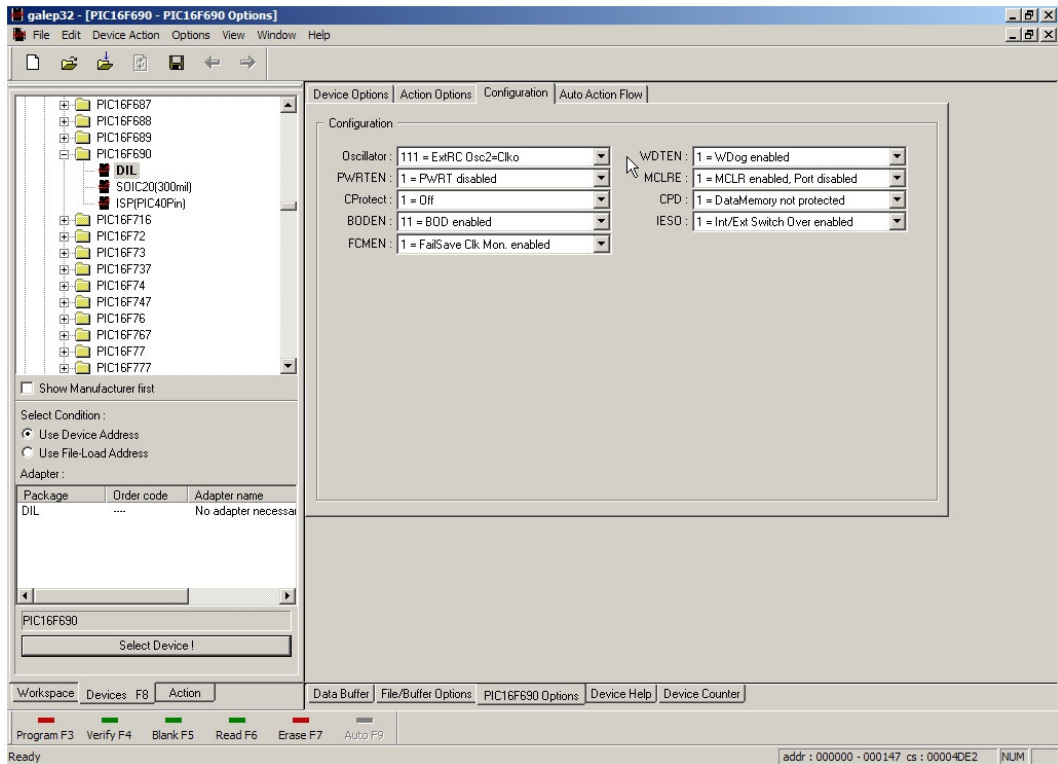 galep32 - [PIC16F690 - PIC16F690 Options]
File Edit Device Action Options View Window Help
PIC16F687
PIC16F688
PIC16F689
PIC16F690
DIL
SOIC20(300mil)
ISP(PIC40Pin)
PIC16F716
PIC16F72
PIC16F73
PIC16F737
PIC16F74
PIC16F747
PIC16F76
PIC16F767
PIC16F77
PIC16F777
Show Manufacturer first
Select Condition :
Use Device Address
Use File-Load Address
Adapter :
Package Order code Adapter name
DIL ---- No adapter necessar
PIC16F690
Select Device !
Workspace Devices F8 Action
Device Options Action Options Configuration Auto Action Flow
Configuration
Oscillator : 111 = ExtRC Osc2=Clko WDTEN : 1 = WDog enabled
PWRTEN : 1 = PWRT disabled MCLRE : 1 = MCLR enabled, Port disabled
CProtect : 1 = Off CPD : 1 = DataMemory not protected
BODEN : 11 = BOD enabled IESO : 1 = Int/Ext Switch Over enabled
FCMEN : 1 = FailSave Clk Mon. enabled
Data Buffer File/Buffer Options PIC16F690 Options Device Help Device Counter
Program F3 Verify F4 Blank F5 Read F6 Erase F7 Auto F9
Ready addr : 000000 - 000147 cs : 00004DE2 NUM